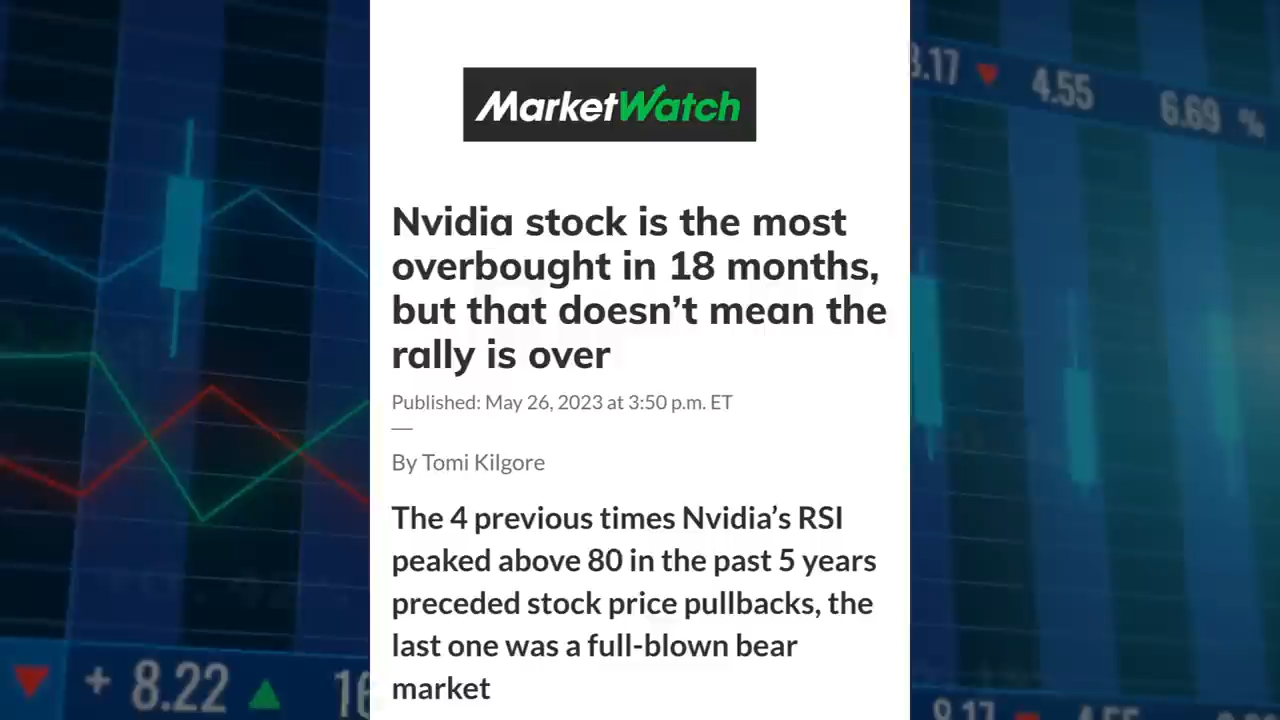 MarketWatch
Nvidia stock is the most
overbought in 18 months,
but that doesn’t mean the
rally is over
Published: May 26, 2023 at 3:50 p.m. ET
By Tomi Kilgore
The 4 previous times Nvidia’s RSI
peaked above 80 in the past 5 years
preceded stock price pullbacks, the
last one was a full-blown bear
market
8.17 ▼ 4.55 6.69 %
▼ + 8.22 ▲